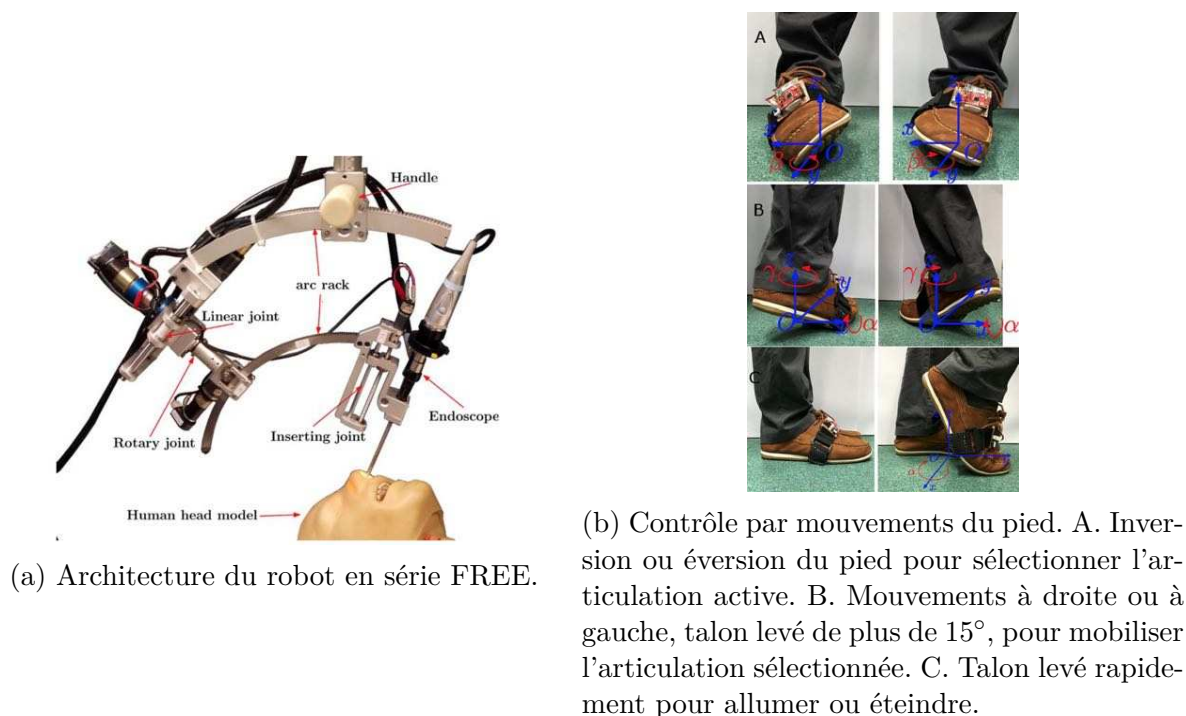 Handle
arc rack
Linear joint
Rotary joint
Inserting joint
Endoscope
Human head model
(a) Architecture du robot en série FREE.
A
z
x
β
O
y
x
β
O
y
B
γ
z
y
O
α
γ
z
y
O
x
α
C
α
o
x
y
(b) Contrôle par mouvements du pied. A. Inver-
sion ou éversion du pied pour sélectionner l'ar-
ticulation active. B. Mouvements à droite ou à
gauche, talon levé de plus de 15°, pour mobiliser
l'articulation sélectionnée. C. Talon levé rapide-
ment pour allumer ou éteindre.